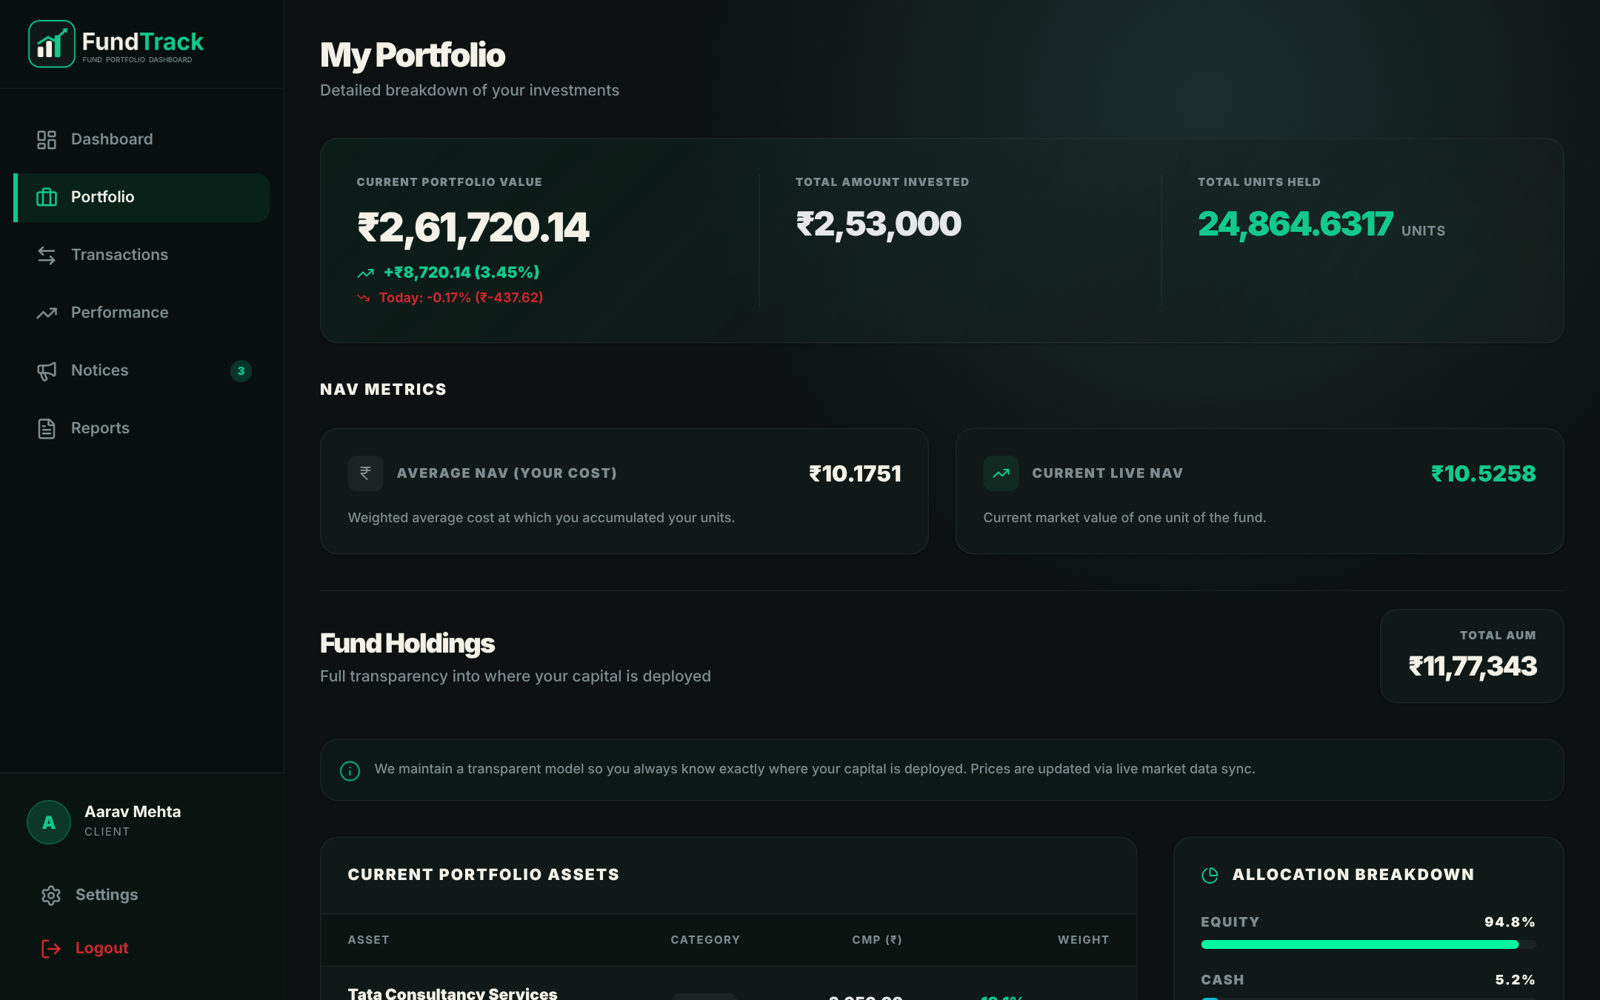 FundTrack
FUND PORTFOLIO DASHBOARD
Dashboard
Portfolio
Transactions
Performance
Notices 3
Reports
A
Aarav Mehta
CLIENT
Settings
Logout
My Portfolio
Detailed breakdown of your investments
CURRENT PORTFOLIO VALUE
₹2,61,720.14
+₹8,720.14 (3.45%)
Today: -0.17% (₹-437.62)
TOTAL AMOUNT INVESTED
₹2,53,000
TOTAL UNITS HELD
24,864.6317 UNITS
NAV METRICS
₹ AVERAGE NAV (YOUR COST) ₹10.1751
Weighted average cost at which you accumulated your units.
CURRENT LIVE NAV ₹10.5258
Current market value of one unit of the fund.
Fund Holdings
Full transparency into where your capital is deployed
TOTAL AUM
₹11,77,343
We maintain a transparent model so you always know exactly where your capital is deployed. Prices are updated via live market data sync.
CURRENT PORTFOLIO ASSETS
ASSET CATEGORY CMP (₹) WEIGHT
Tata Consultancy Services
ALLOCATION BREAKDOWN
EQUITY 94.8%
CASH 5.2%